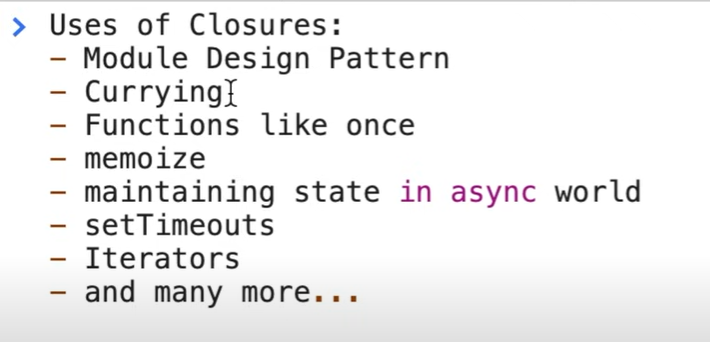 > Uses of Closures:
- Module Design Pattern
- Currying
- Functions like once
- memoize
- maintaining state in async world
- setTimeouts
- Iterators
- and many more...